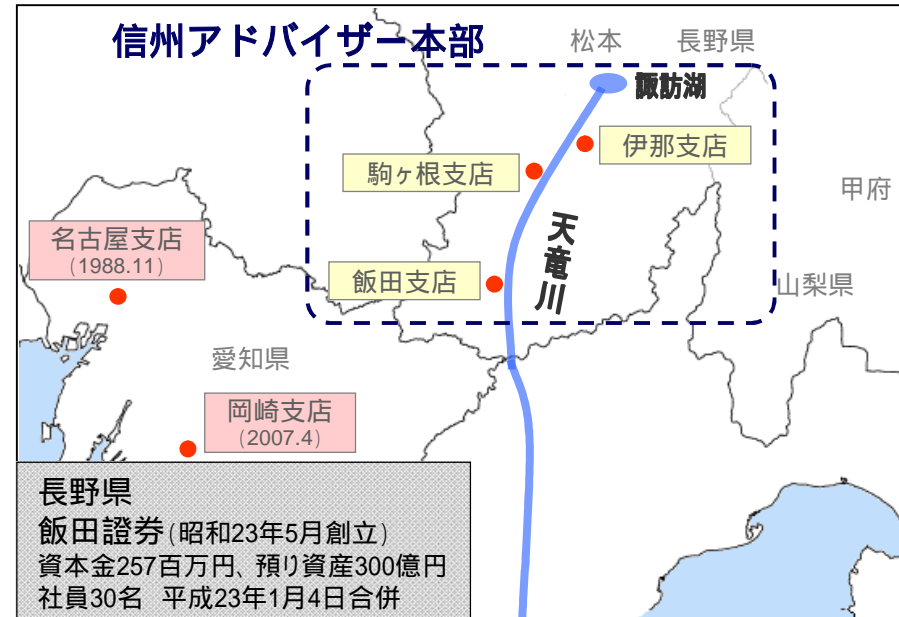 信州アドバイザー本部
松本
長野県
諏訪湖
伊那支店
駒ヶ根支店
甲府
名古屋支店
(1988.11)
天竜川
飯田支店
山梨県
愛知県
岡崎支店
(2007.4)
長野県
飯田證券(昭和23年5月創立)
資本金257百万円、預り資産300億円
社員30名 平成23年1月4日合併